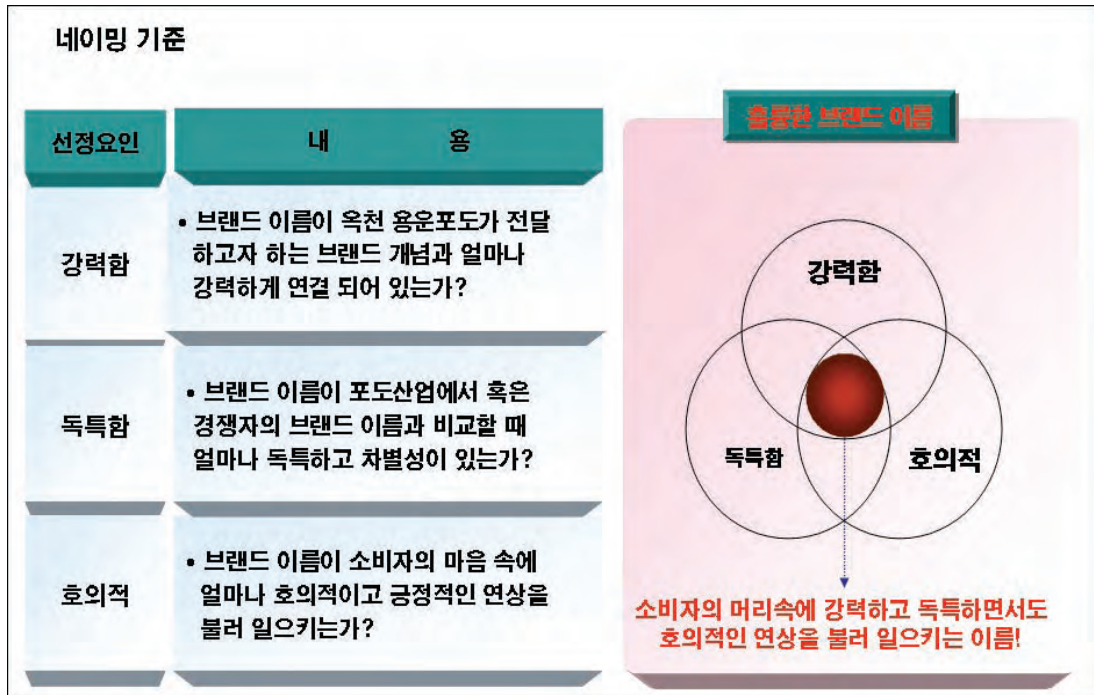 네이밍 기준
선정요인
내 용
강력함
• 브랜드 이름이 옥천 용운포도가 전달
하고자 하는 브랜드 개념과 얼마나
강력하게 연결 되어 있는가?
독특함
• 브랜드 이름이 포도산업에서 혹은
경쟁자의 브랜드 이름과 비교할 때
얼마나 독특하고 차별성이 있는가?
호의적
• 브랜드 이름이 소비자의 마음 속에
얼마나 호의적이고 긍정적인 연상을
불러 일으키는가?
훌륭한 브랜드 이름
강력함
독특함
호의적
소비자의 머리속에 강력하고 독특하면서도
호의적인 연상을 불러 일으키는 이름!